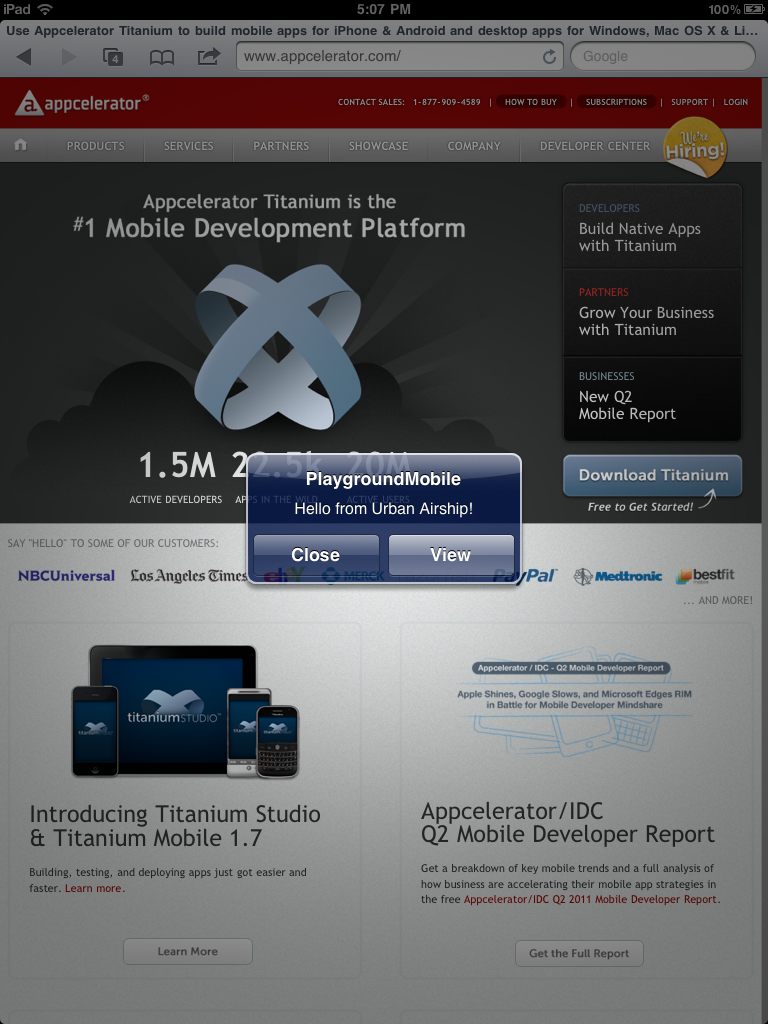 iPad
5:07 PM
100%
Use Appcelerator Titanium to build mobile apps for iPhone & Android and desktop apps for Windows, Mac OS X & Li...
4
www.appcelerator.com/
Google
a appcelerator®
CONTACT SALES: 1-877-909-4589 | HOW TO BUY | SUBSCRIPTIONS | SUPPORT | LOGIN
PRODUCTS
SERVICES
PARTNERS
SHOWCASE
COMPANY
DEVELOPER CENTER
We're
Hiring!
Appcelerator Titanium is the
#1 Mobile Development Platform
DEVELOPERS
Build Native Apps
with Titanium
PARTNERS
Grow Your Business
with Titanium
BUSINESSES
New Q2
Mobile Report
1.5M 22.5k 20M
ACTIVE DEVELOPERS APPS IN THE WILD ACTIVE USERS
Download Titanium
Free to Get Started!
PlaygroundMobile
Hello from Urban Airship!
Close
View
SAY "HELLO" TO SOME OF OUR CUSTOMERS:
NBCUniversal
Los Angeles Times
ebY
MERCK
PayPal
Medtronic
bestfit
mobile
... AND MORE!
titanium
titanium STUDIO™
titanium
Appcelerator / IDC - Q2 Mobile Developer Report
Apple Shines, Google Slows, and Microsoft Edges RIM
in Battle for Mobile Developer Mindshare
Introducing Titanium Studio
& Titanium Mobile 1.7
Building, testing, and deploying apps just got easier and
faster. Learn more.
Learn More
Appcelerator/IDC
Q2 Mobile Developer Report
Get a breakdown of key mobile trends and a full analysis of
how business are accelerating their mobile app strategies in
the free Appcelerator/IDC Q2 2011 Mobile Developer Report.
Get the Full Report